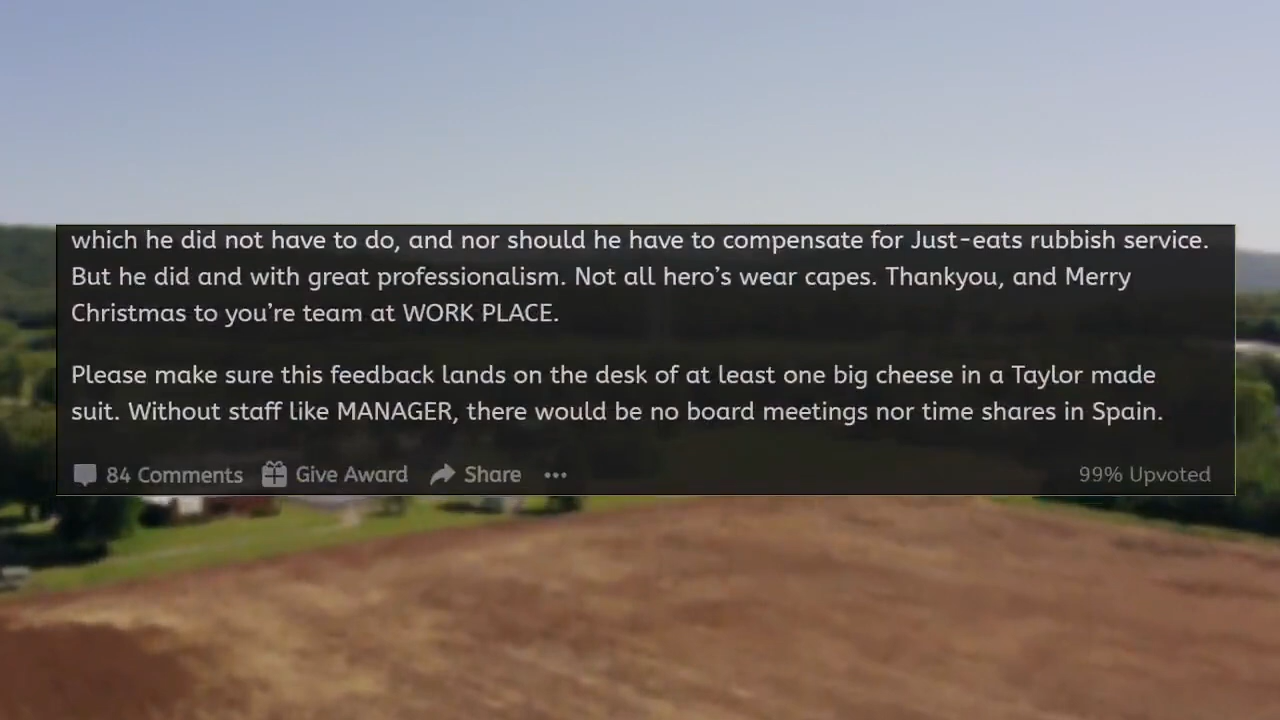 which he did not have to do, and nor should he have to compensate for Just-eats rubbish service.
But he did and with great professionalism. Not all hero’s wear capes. Thankyou, and Merry
Christmas to you’re team at WORK PLACE.
Please make sure this feedback lands on the desk of at least one big cheese in a Taylor made
suit. Without staff like MANAGER, there would be no board meetings nor time shares in Spain.
84 Comments Give Award Share ••• 99% Upvoted